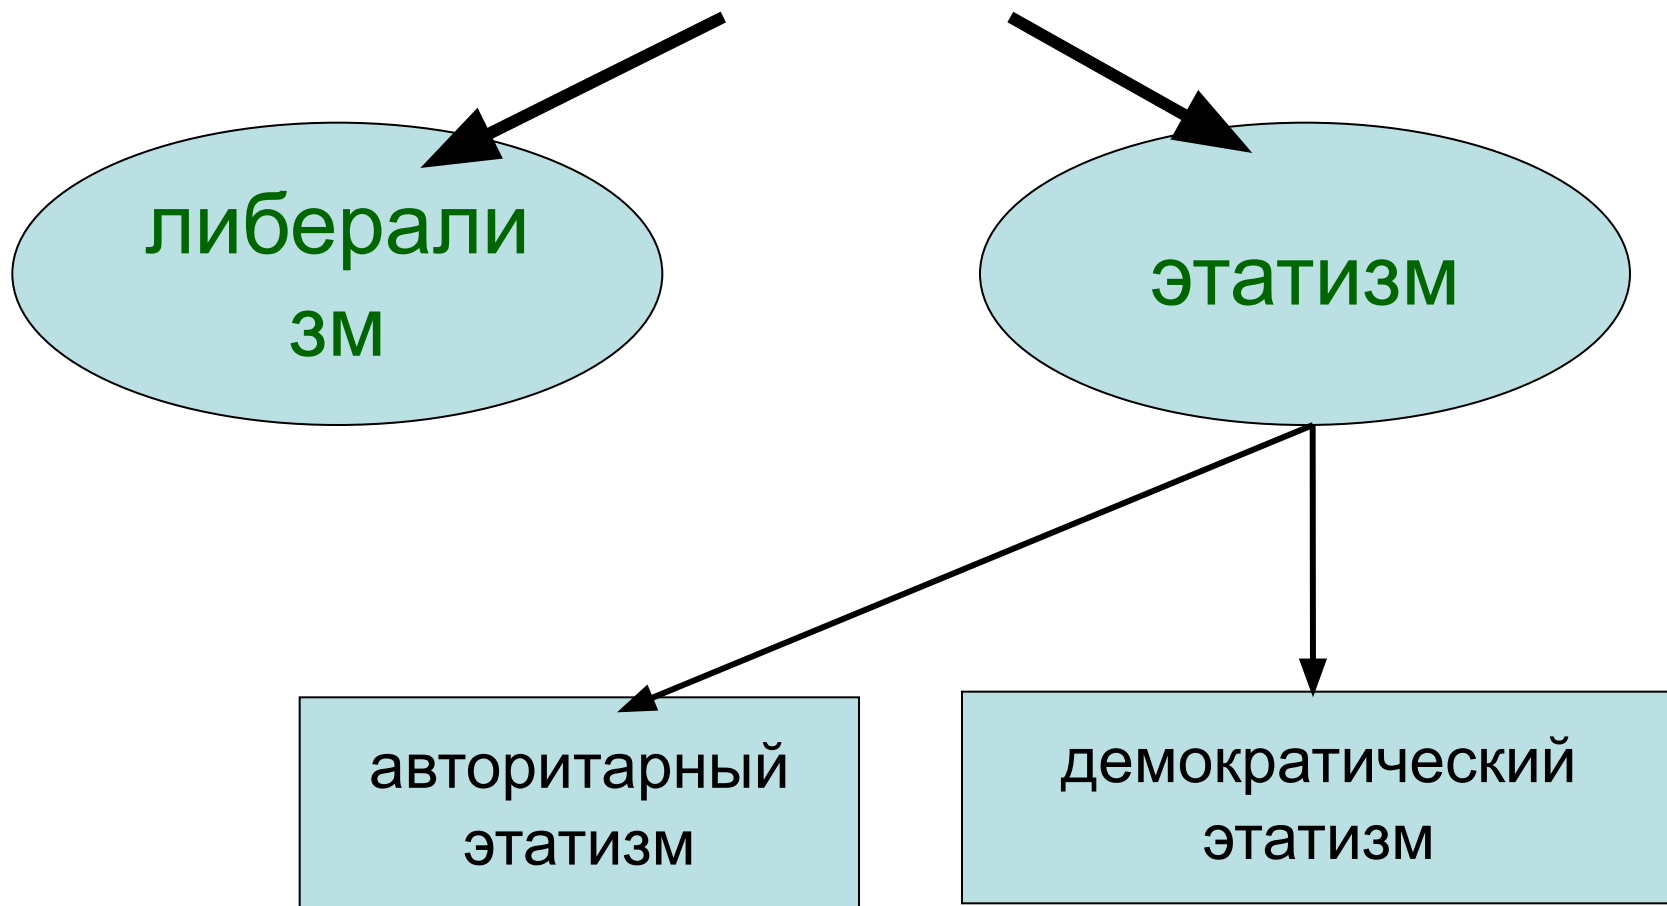 либерали
зм
этатизм
авторитарный
этатизм
демократический
этатизм